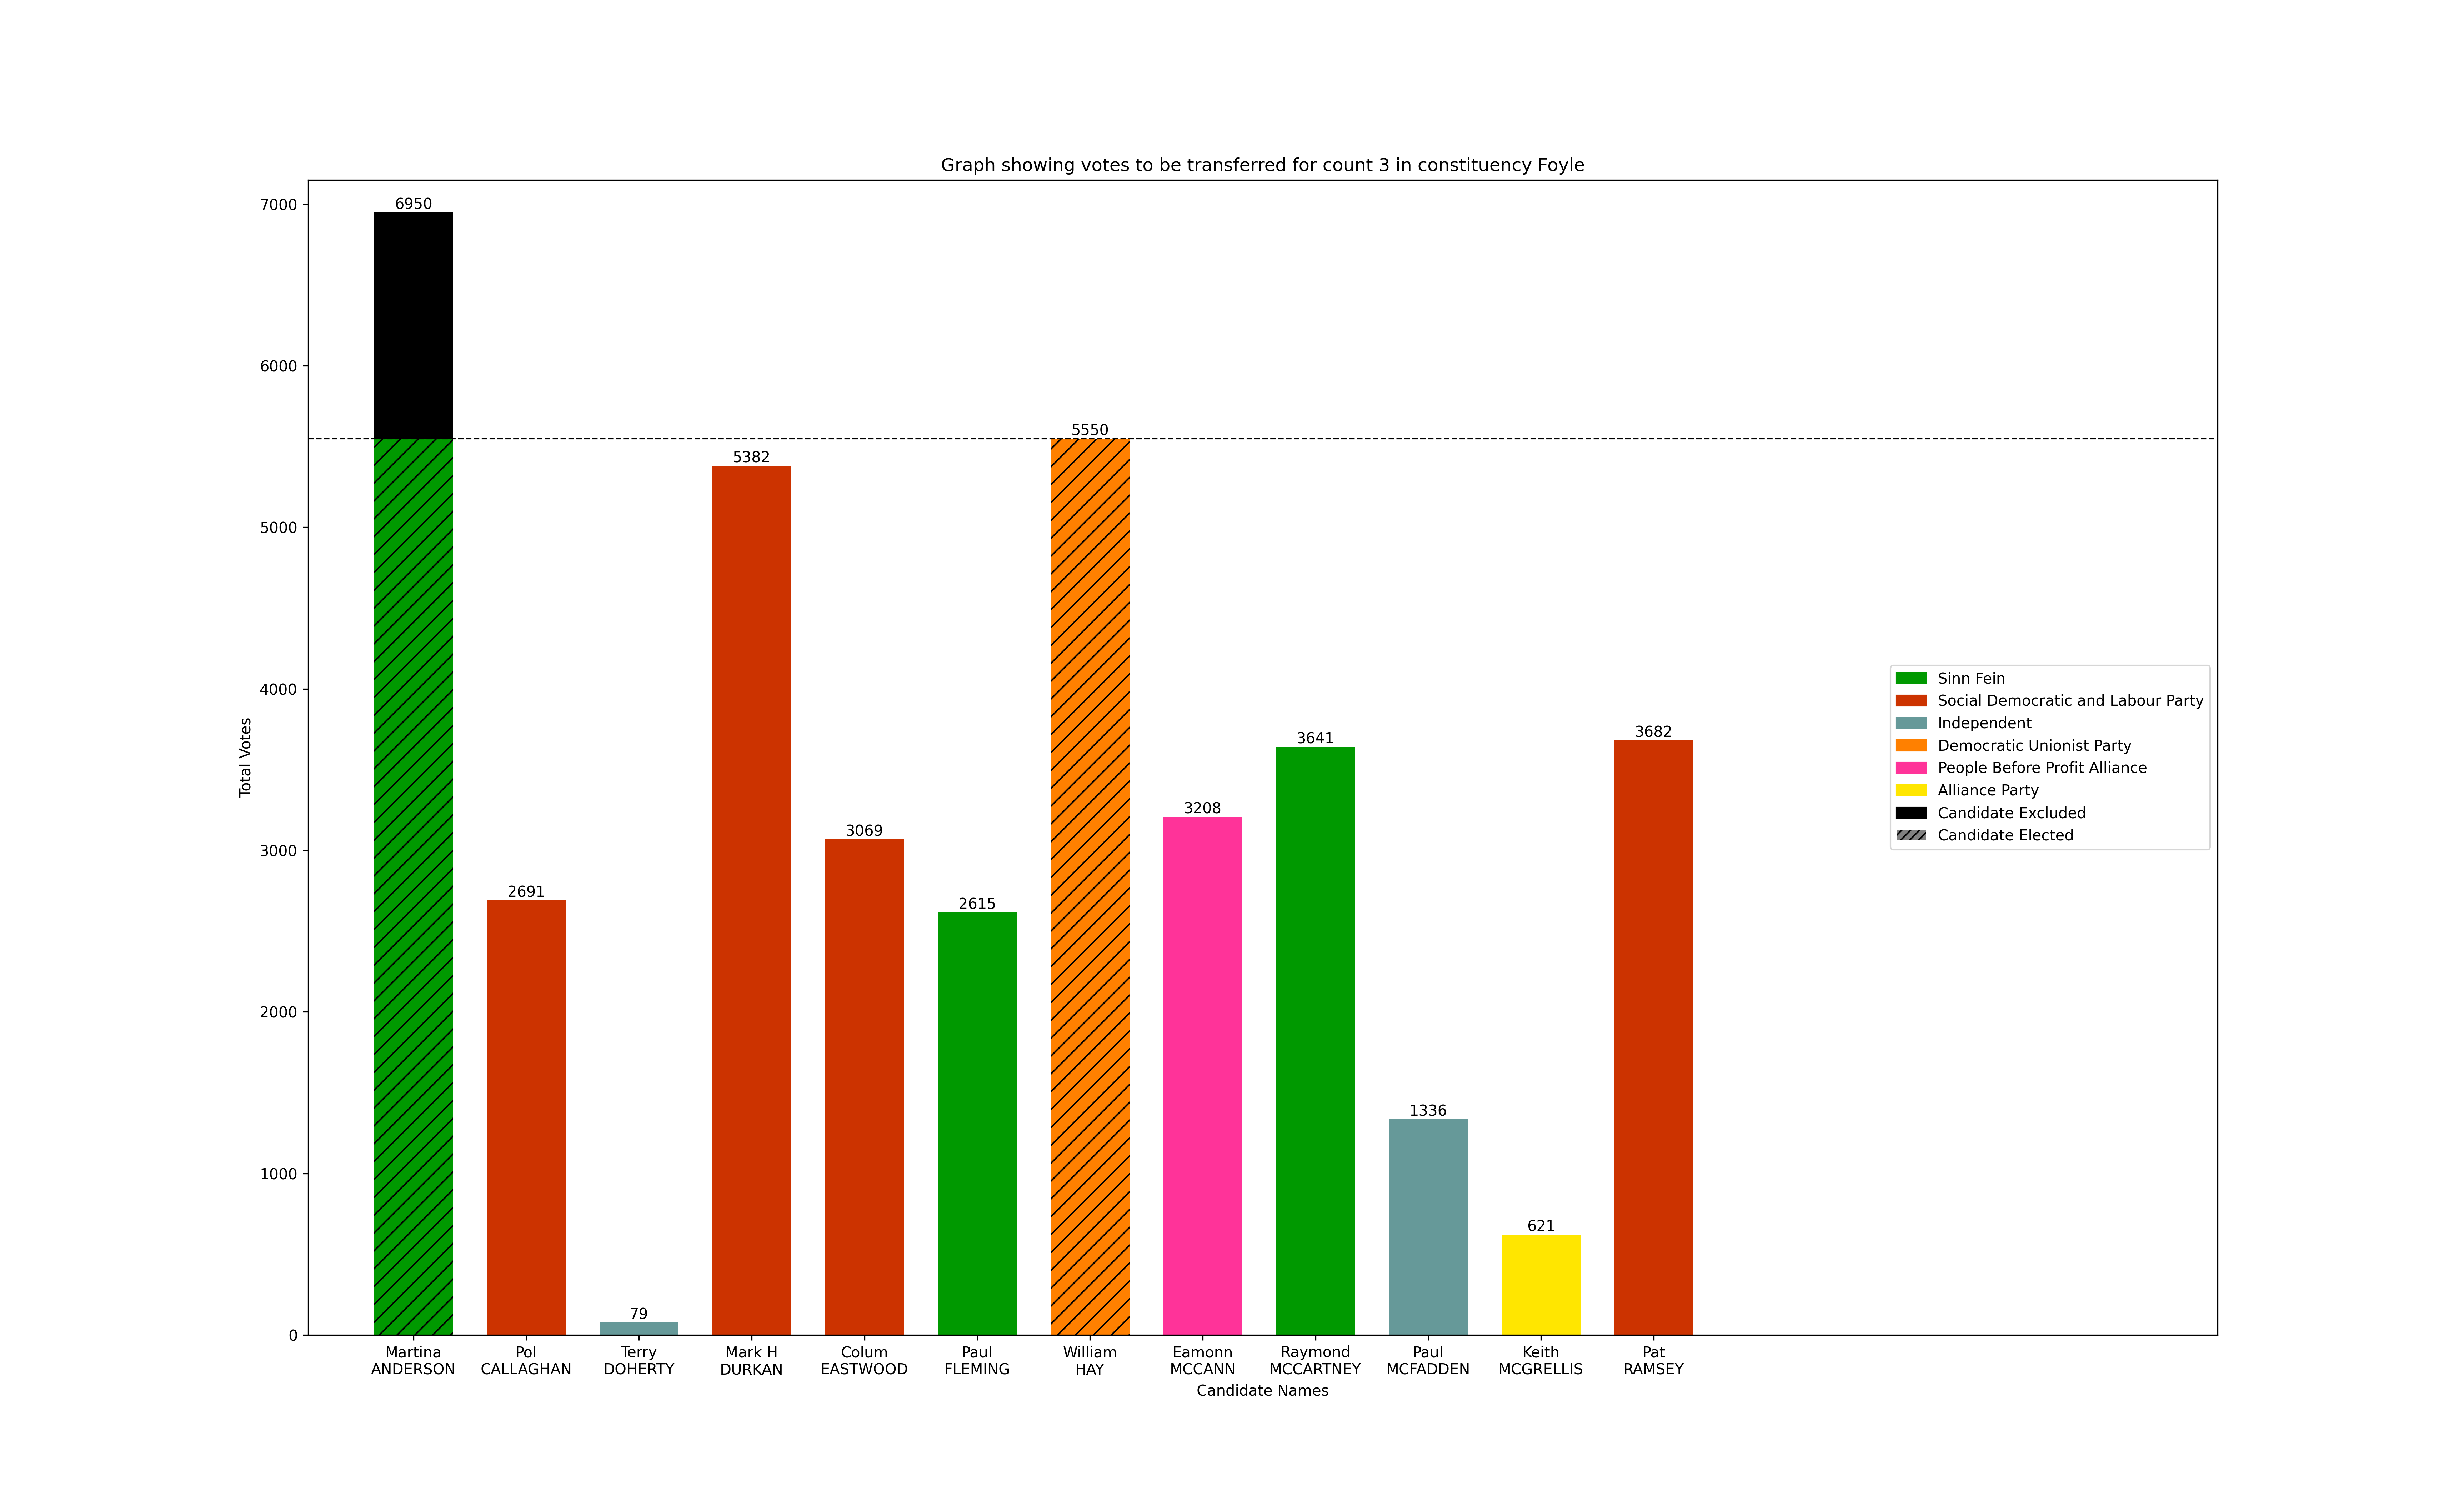 Graph showing votes to be transferred for count 3 in constituency Foyle
7000
6000
5000
4000
3000
2000
1000
0
Total Votes
6950
2691
79
5382
3069
2615
5550
3208
3641
1336
621
3682
Martina
ANDERSON
Pol
CALLAGHAN
Terry
DOHERTY
Mark H
DURKAN
Colum
EASTWOOD
Paul
FLEMING
William
HAY
Eamonn
MCCANN
Raymond
MCCARTNEY
Paul
MCFADDEN
Keith
MCGRELLIS
Pat
RAMSEY
Candidate Names
Sinn Fein
Social Democratic and Labour Party
Independent
Democratic Unionist Party
People Before Profit Alliance
Alliance Party
Candidate Excluded
Candidate Elected